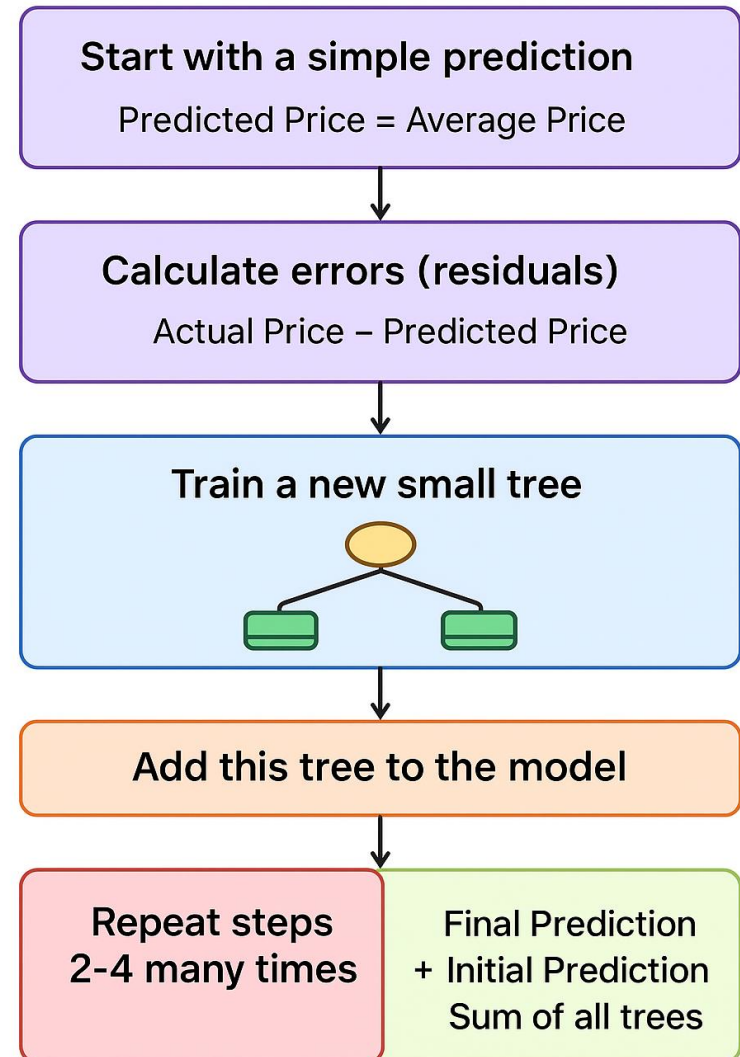 Start with a simple prediction
Predicted Price = Average Price
Calculate errors (residuals)
Actual Price – Predicted Price
Train a new small tree
Add this tree to the model
Repeat steps
2-4 many times
Final Prediction
+ Initial Prediction
Sum of all trees